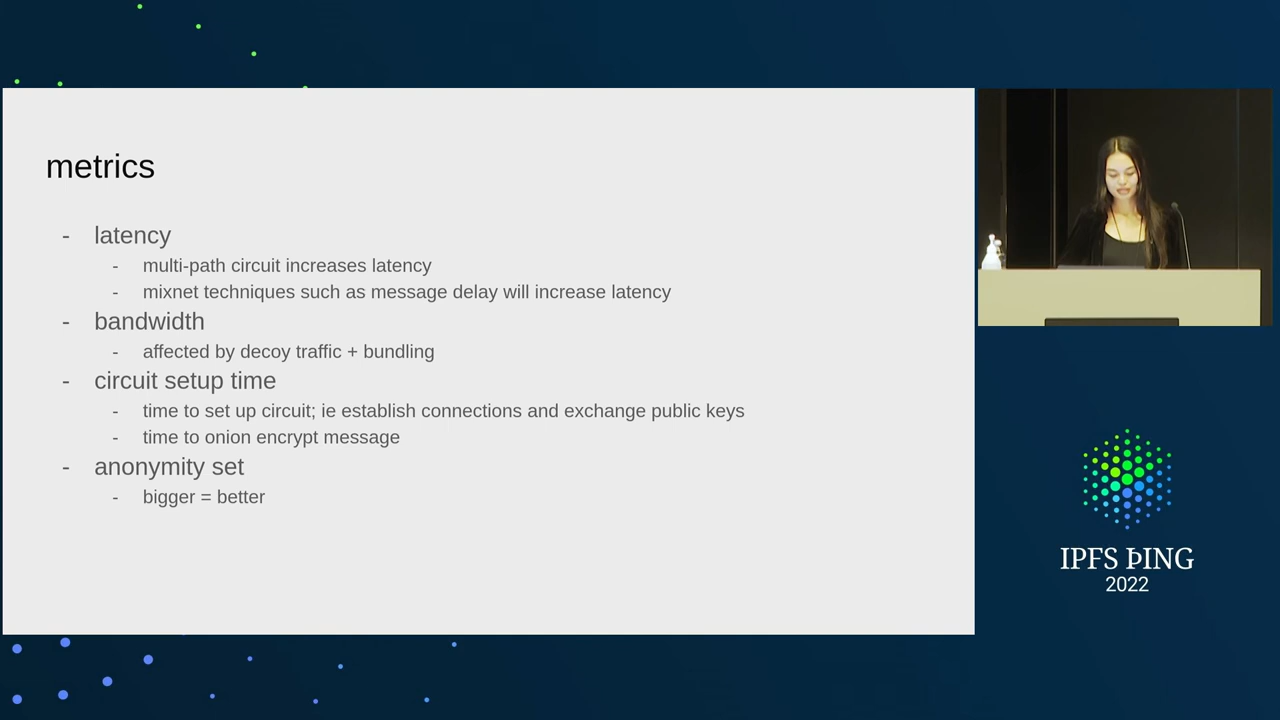 metrics
- latency
- multi-path circuit increases latency
- mixnet techniques such as message delay will increase latency
- bandwidth
- affected by decoy traffic + bundling
- circuit setup time
- time to set up circuit; ie establish connections and exchange public keys
- time to onion encrypt message
- anonymity set
- bigger = better
IPFS ÞING
2022